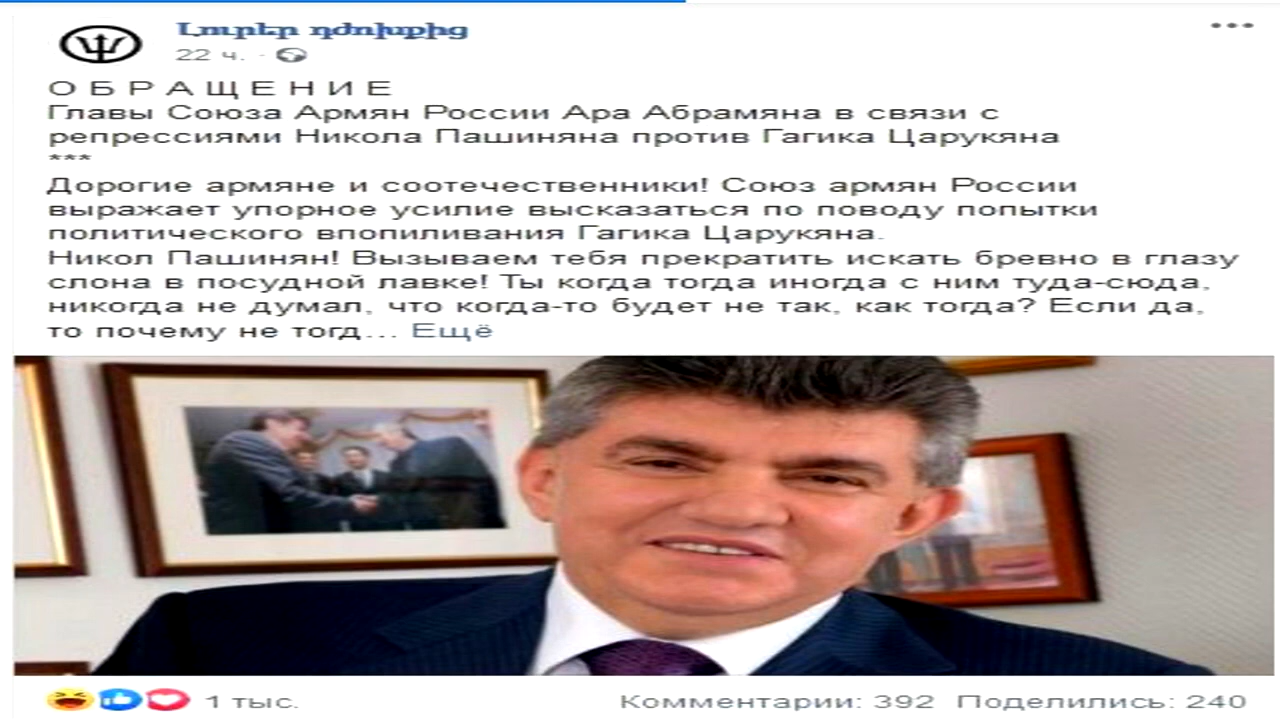 Լուրեր դժոխքից
22 ч. ·
О Б Р А Щ Е Н И Е
Главы Союза Армян России Ара Абрамяна в связи с
репрессиями Никола Пашиняна против Гагика Царукяна
***
Дорогие армяне и соотечественники! Союз армян России
выражает упорное усилие высказаться по поводу попытки
политического впопиливания Гагика Царукяна.
Никол Пашинян! Вызываем тебя прекратить искать бревно в глазу
слона в посудной лавке! Ты когда тогда иногда с ним туда-сюда,
никогда не думал, что когда-то будет не так, как тогда? Если да,
то почему не тогд... Ещё
1 тыс.
Комментарии: 392 Поделились: 240